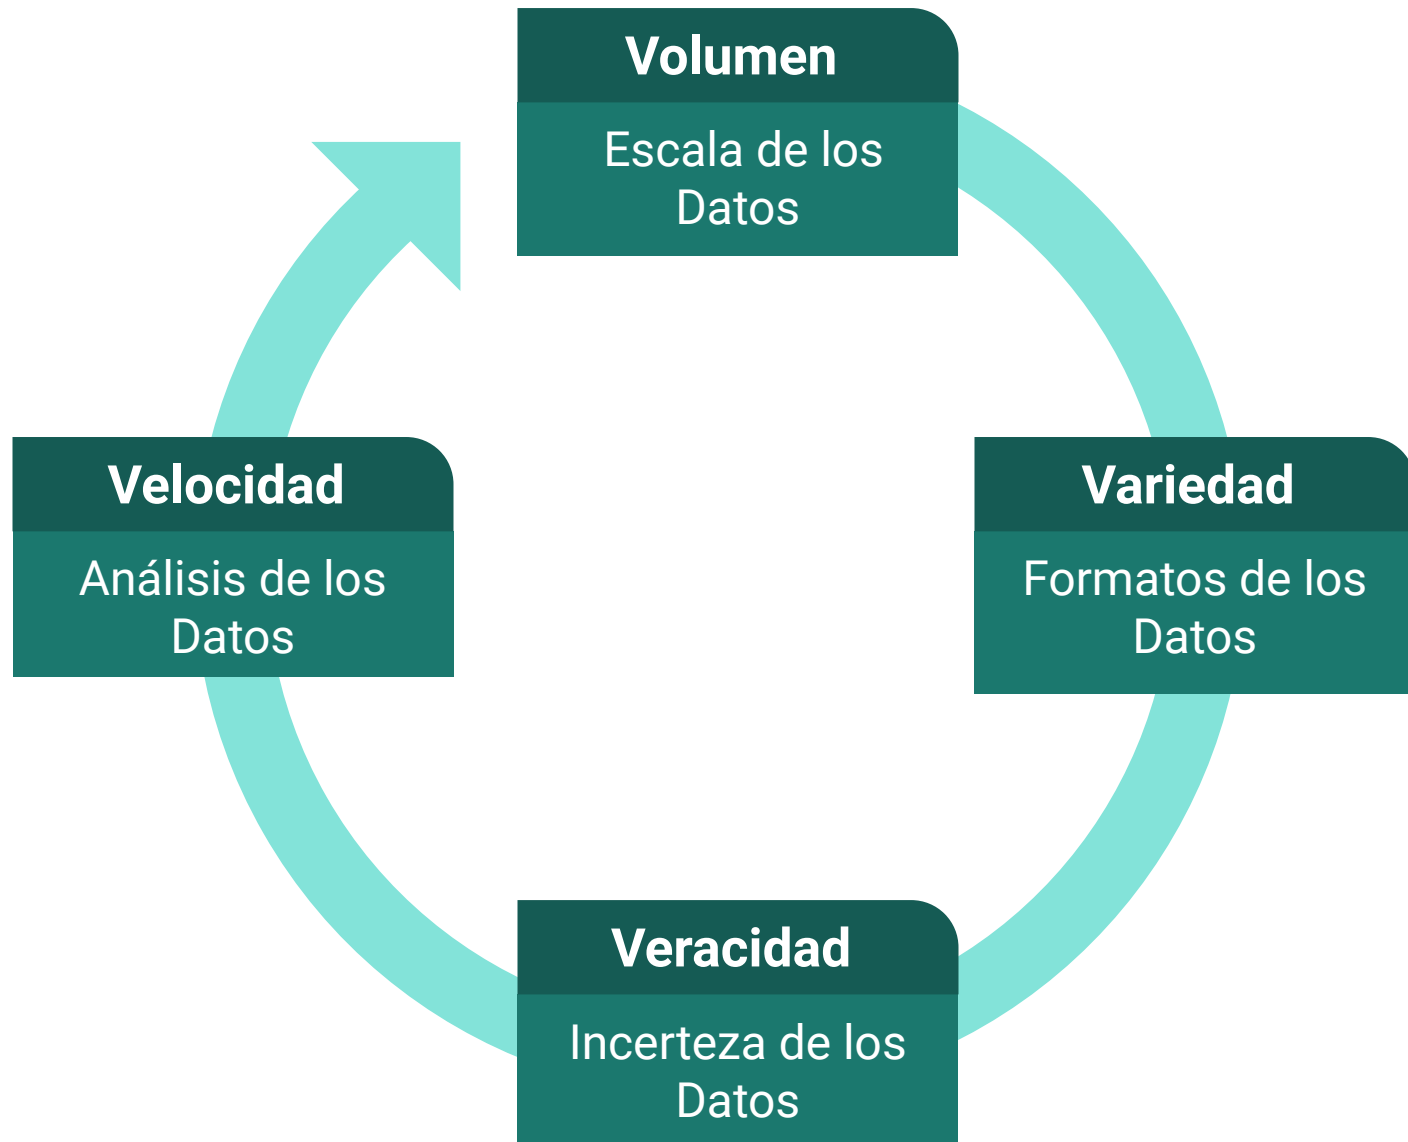 Volumen
Escala de los
Datos
Velocidad
Análisis de los
Datos
Variedad
Formatos de los
Datos
Veracidad
Incerteza de los
Datos